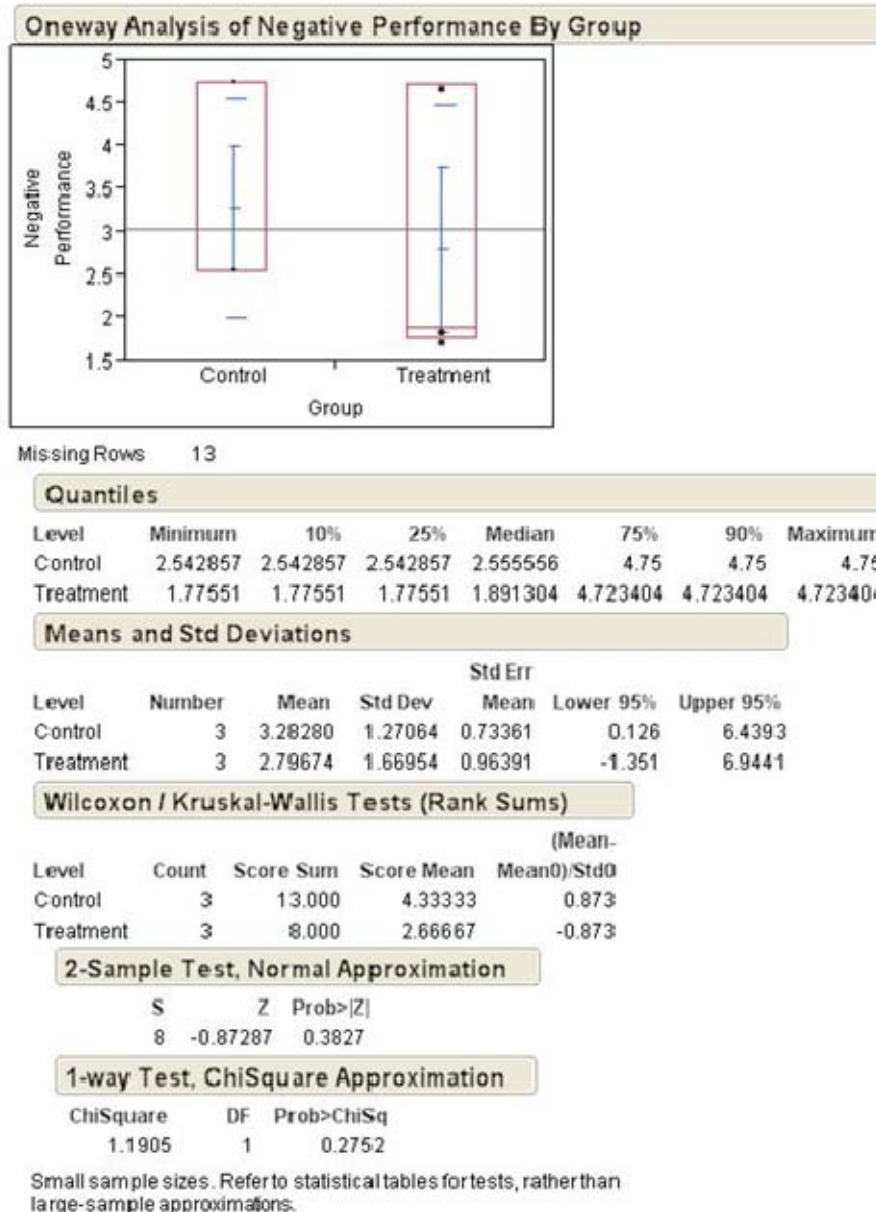 Oneway Analysis of Negative Performance By Group
5
4.5
4
3.5
3
2.5
2
1.5
Negative
Performance
Control Treatment
Group
Missing Rows 13
Quantiles
Level Minimum 10% 25% Median 75% 90% Maximum
Control 2.542857 2.542857 2.542857 2.555556 4.75 4.75 4.75
Treatment 1.77551 1.77551 1.77551 1.891304 4.723404 4.723404 4.723404
Means and Std Deviations
Std Err
Level Number Mean Std Dev Mean Lower 95% Upper 95%
Control 3 3.28280 1.27064 0.73361 0.126 6.4393
Treatment 3 2.79674 1.66954 0.96391 -1.351 6.9441
Wilcoxon / Kruskal-Wallis Tests (Rank Sums)
(Mean-
Level Count Score Sum Score Mean Mean0)/Std0
Control 3 13.000 4.33333 0.873
Treatment 3 8.000 2.66667 -0.873
2-Sample Test, Normal Approximation
S Z Prob>|Z|
8 -0.87287 0.3827
1-way Test, ChiSquare Approximation
ChiSquare DF Prob>ChiSq
1.1905 1 0.2752
Small sample sizes. Refer to statistical tables for tests, rather than
large-sample approximations.